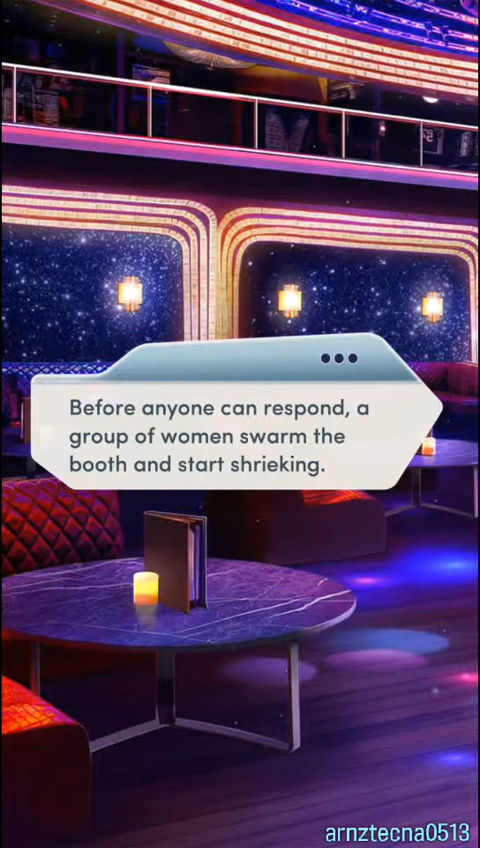 Before anyone can respond, a
group of women swarm the
booth and start shrieking.
arnztecna0513